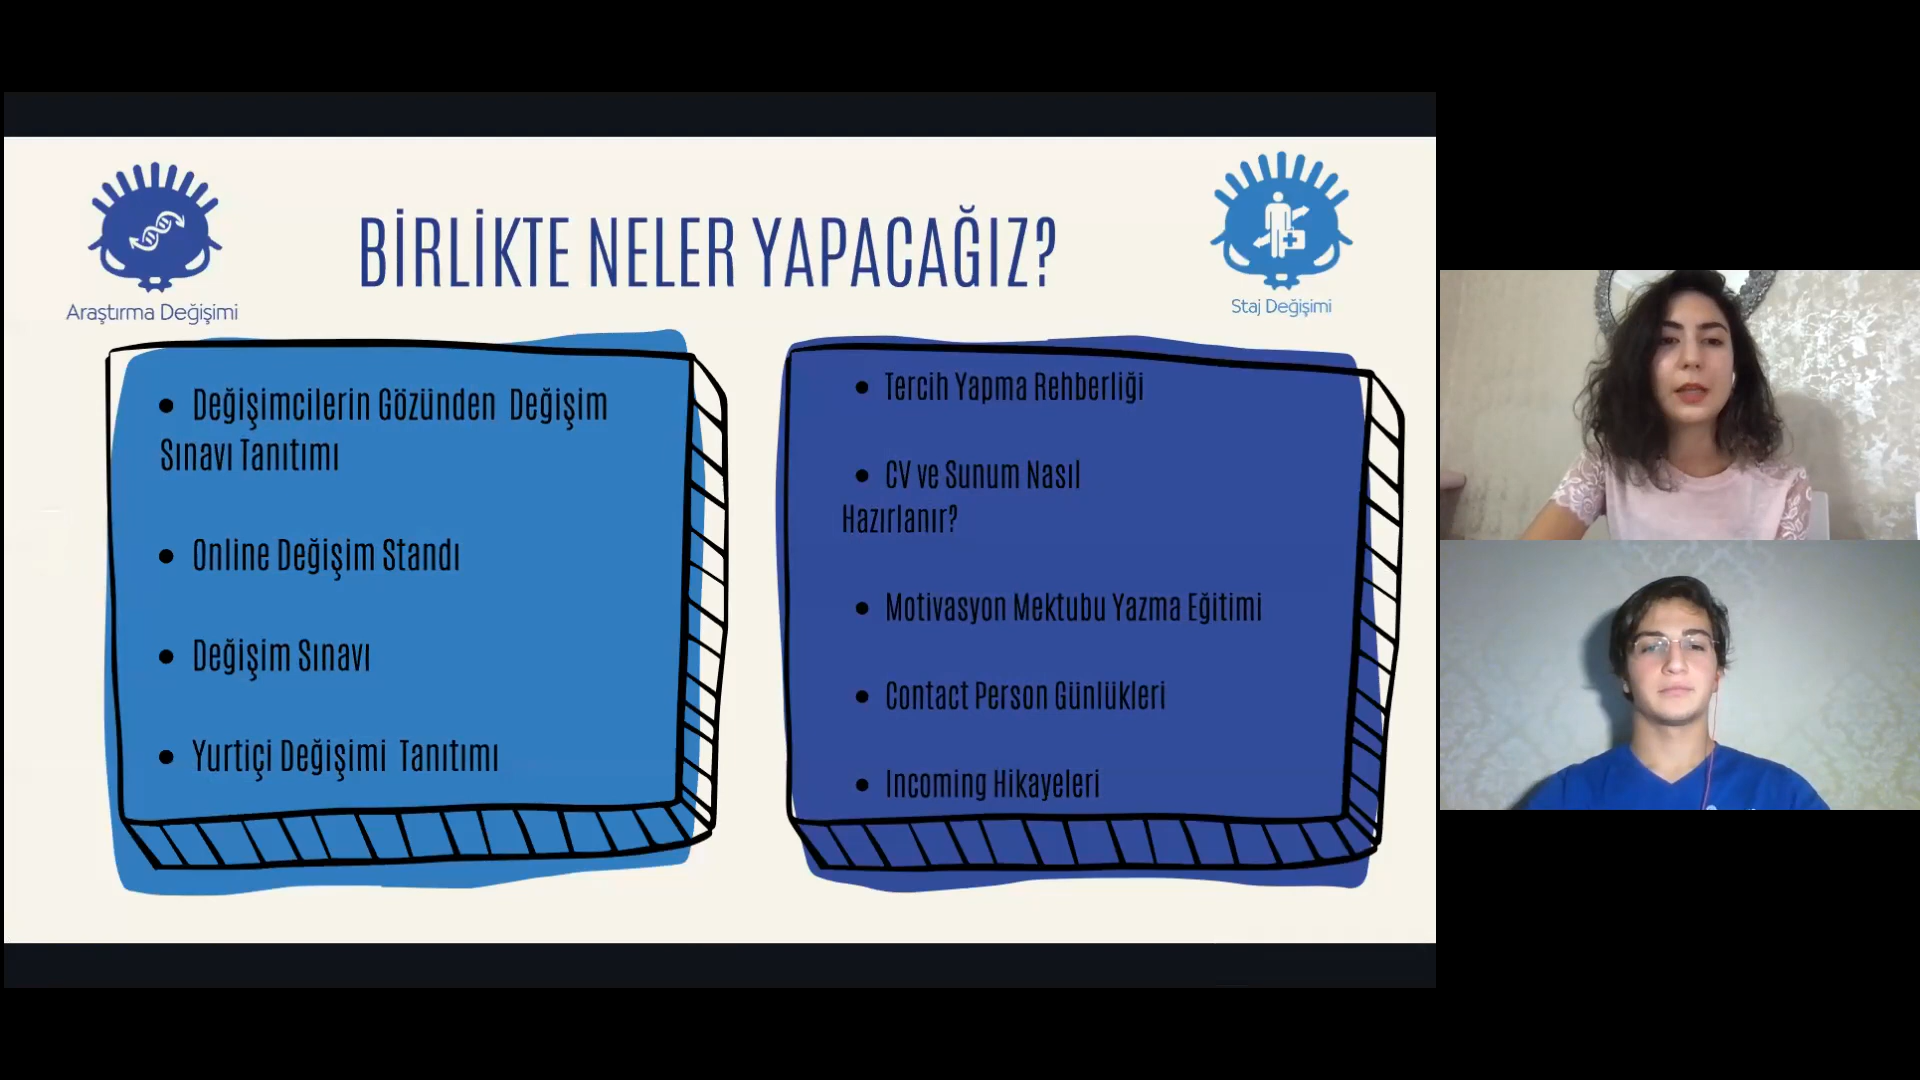 Araştırma Değişimi
BİRLİKTE NELER YAPACAĞIZ?
Staj Değişimi
• Değişimcilerin Gözünden Değişim
Sınavı Tanıtımı
• Online Değişim Standı
• Değişim Sınavı
• Yurtiçi Değişimi Tanıtımı
• Tercih Yapma Rehberliği
• CV ve Sunum Nasıl
Hazırlanır?
• Motivasyon Mektubu Yazma Eğitimi
• Contact Person Günlükleri
• Incoming Hikayeleri